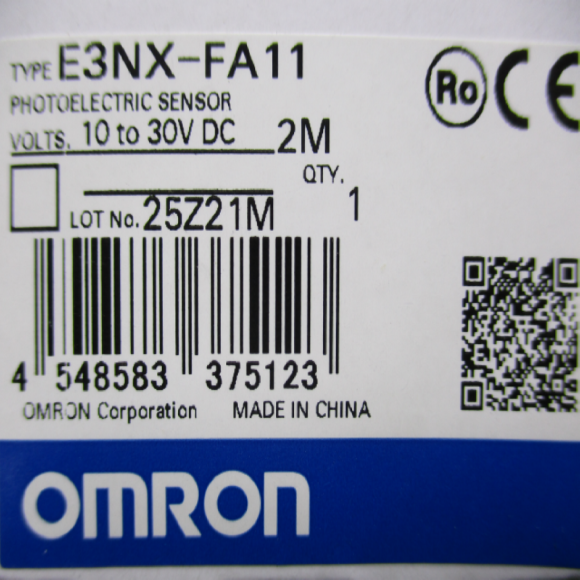 TYPE E3NX-FA11
PHOTOELECTRIC SENSOR
VOLTS. 10 to 30V DC 2M
QTY.
LOT No. 25Z21M 1
4 548583 375123
OMRON Corporation MADE IN CHINA
Ro CE
OMRON